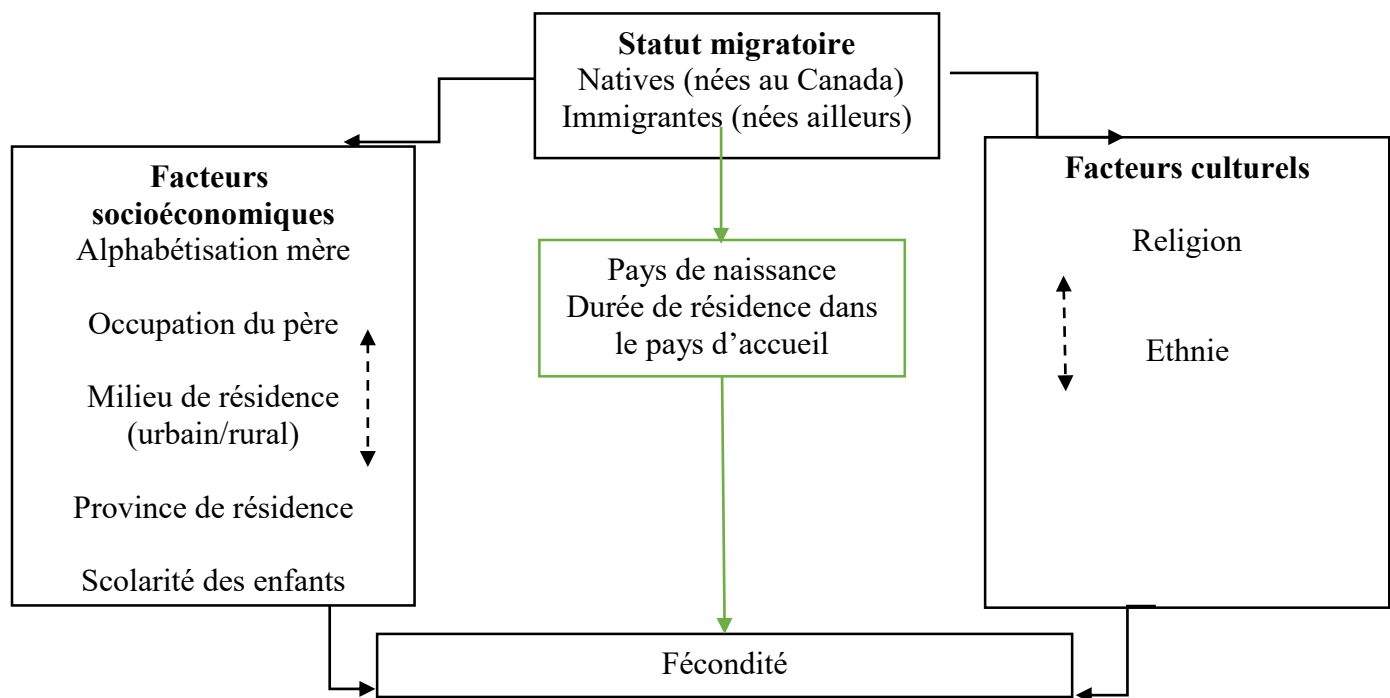 Statut migratoire
Natives (nées au Canada)
Immigrantes (nées ailleurs)
Facteurs
socioéconomiques
Alphabétisation mère
Occupation du père
Milieu de résidence
(urbain/rural)
Province de résidence
Scolarité des enfants
Pays de naissance
Durée de résidence dans
le pays d’accueil
Facteurs culturels
Religion
Ethnie
Fécondité